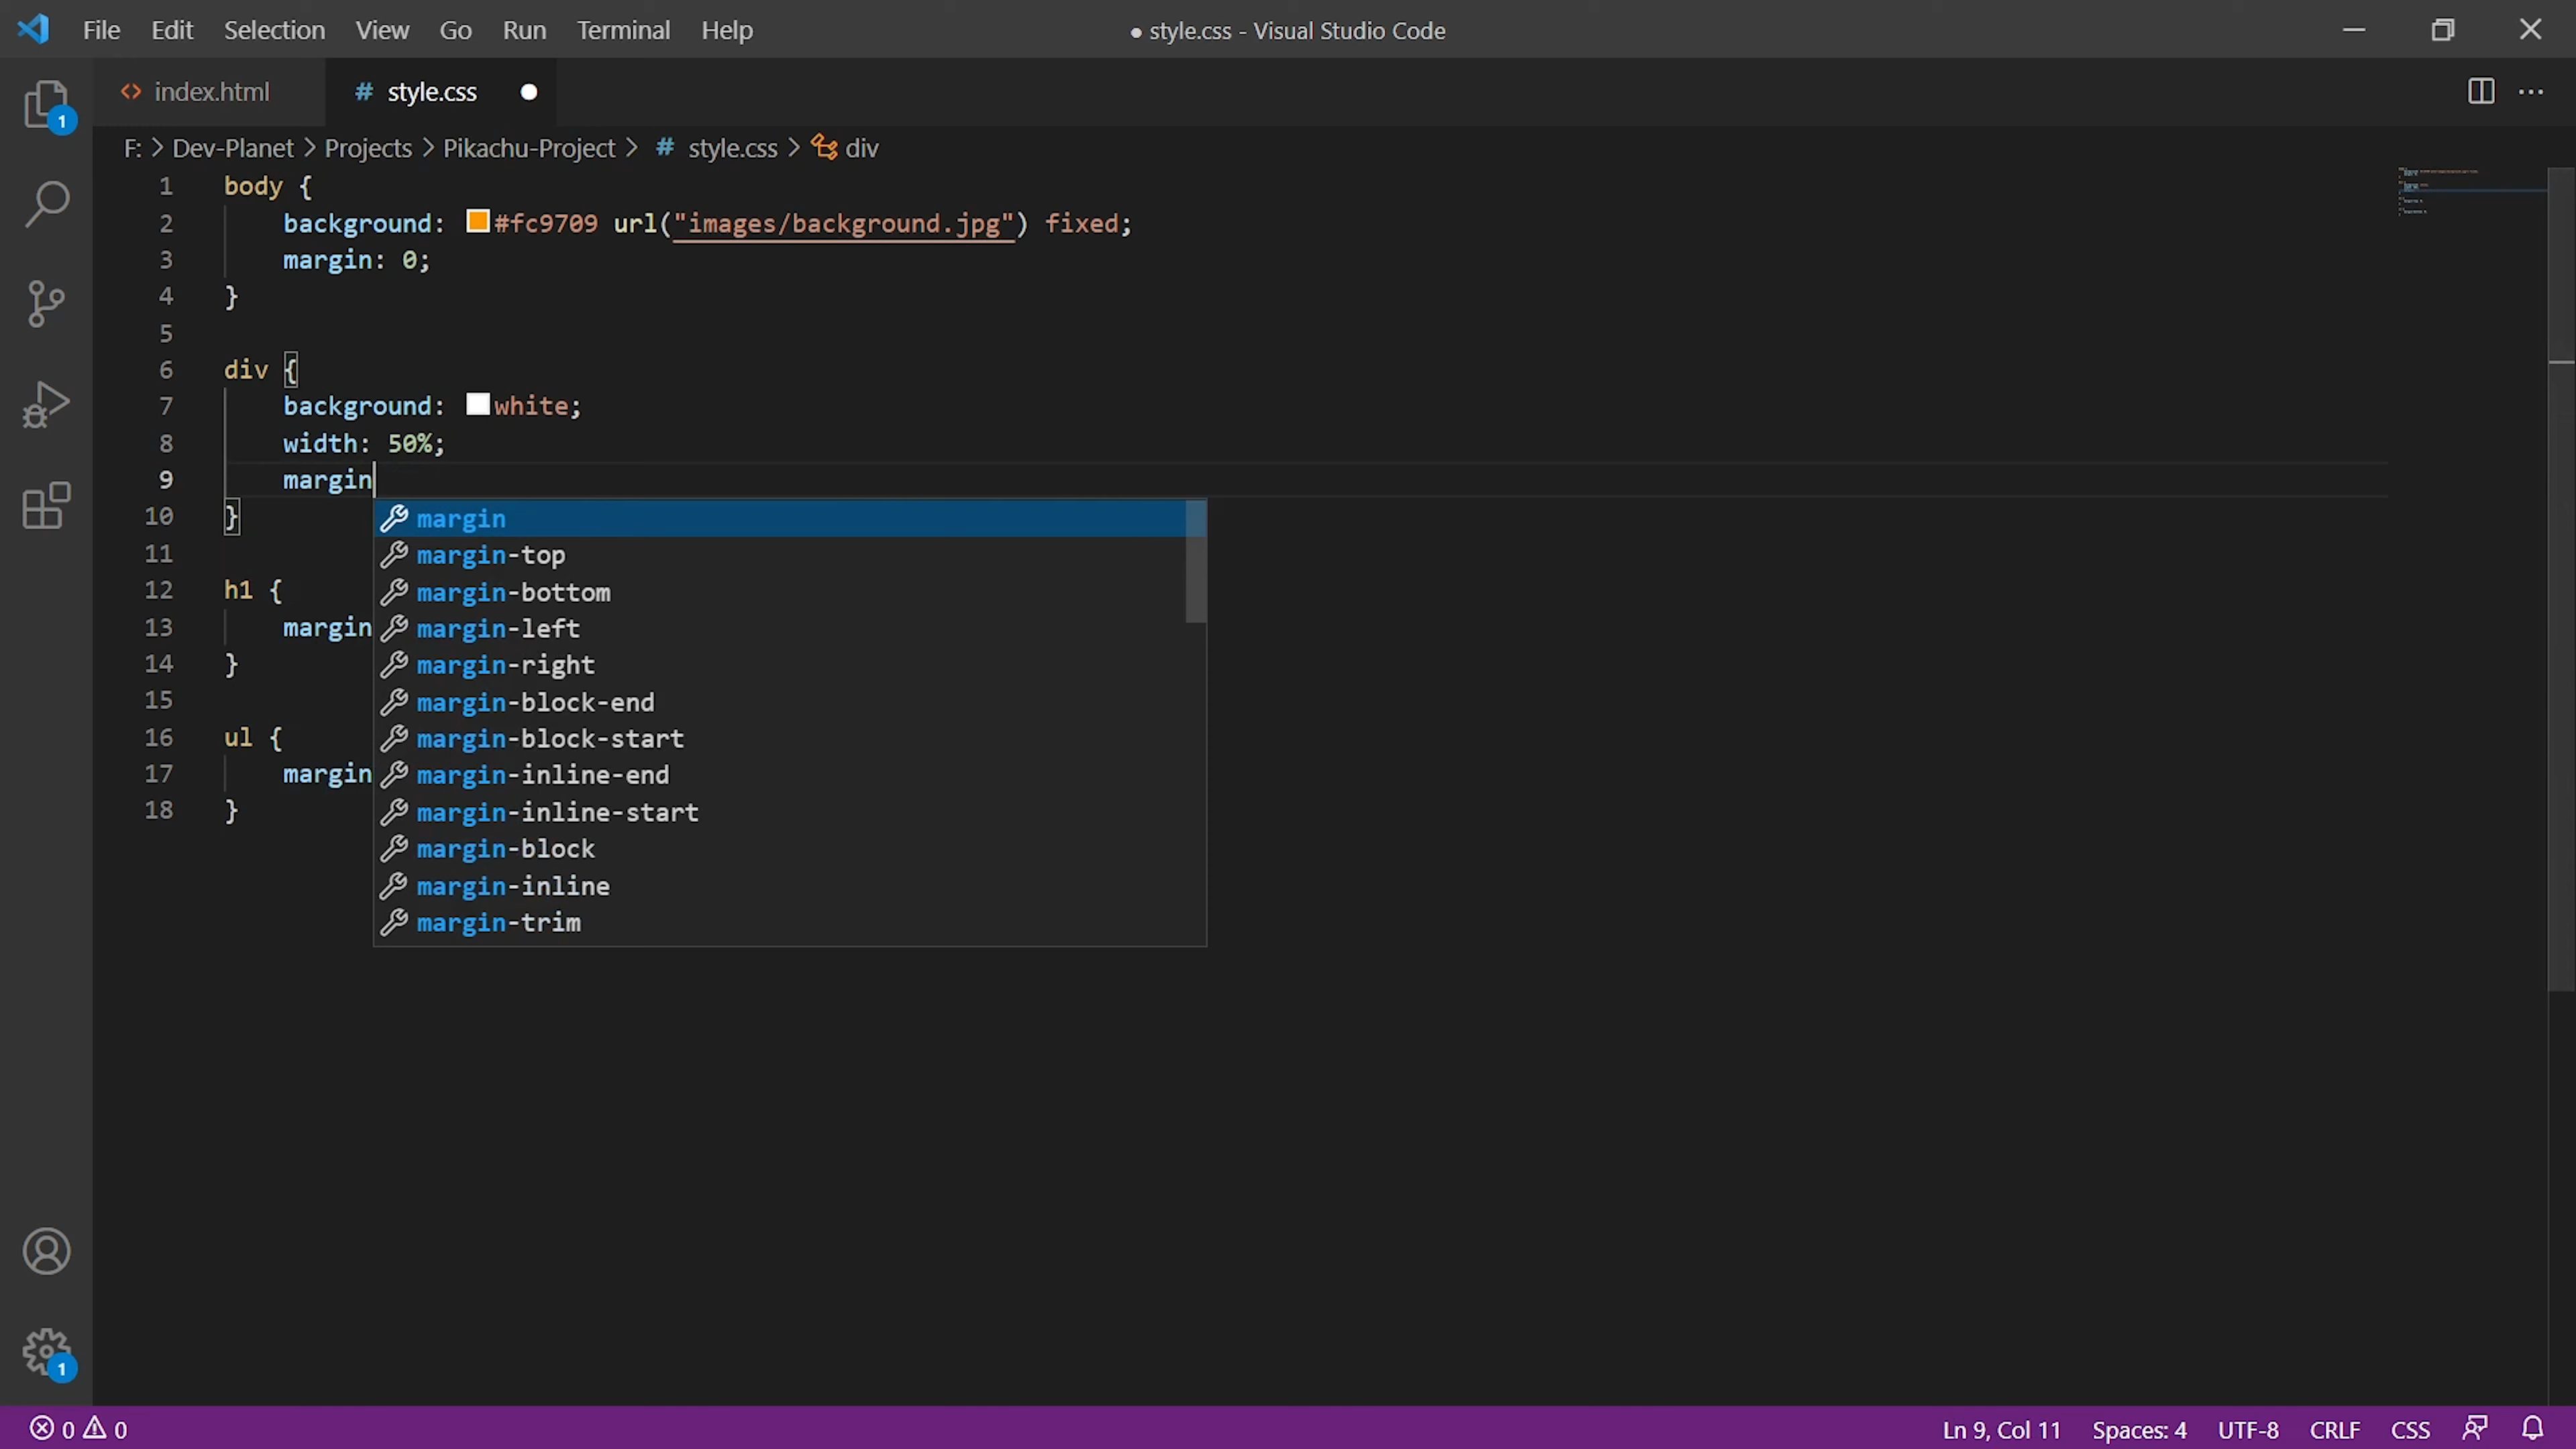 File Edit Selection View Go Run Terminal Help
● style.css - Visual Studio Code
index.html
# style.css
F: > Dev-Planet > Projects > Pikachu-Project > # style.css > div
1 body {
2 background: #fc9709 url("images/background.jpg") fixed;
3 margin: 0;
4 }
5
6 div {
7 background: white;
8 width: 50%;
9 margin
10 }
11
12 h1 {
13 margin
14 }
15
16 ul {
17 margin
18 }
margin
margin-top
margin-bottom
margin-left
margin-right
margin-block-end
margin-block-start
margin-inline-end
margin-inline-start
margin-block
margin-inline
margin-trim
1
1
0 0
Ln 9, Col 11 Spaces: 4 UTF-8 CRLF CSS